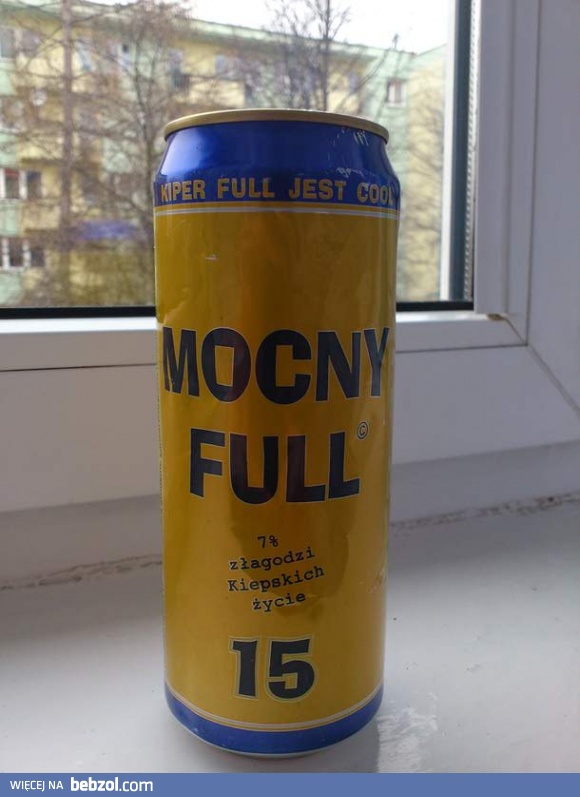 KIPER FULL JEST COOL
MOCNY
FULL©
7%
złagodzi
Kiepskich
życie
15
WIĘCEJ NA bebzol.com